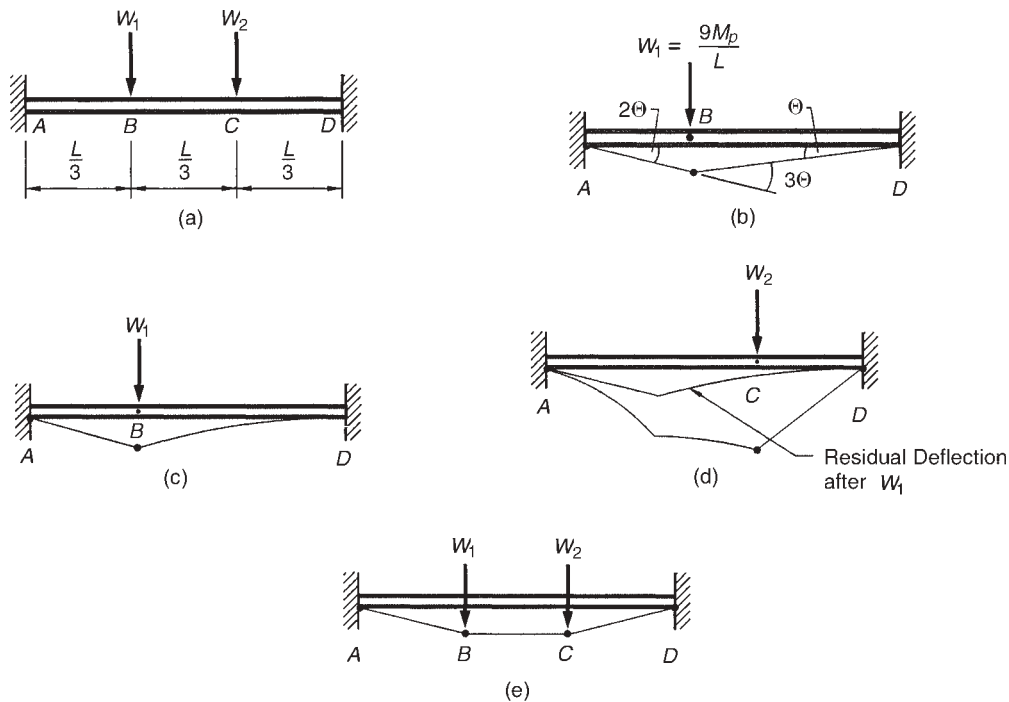 W₁ W₂
A B C D
L/3 L/3 L/3
(a)
W₁ = 9Mₚ/L
2Θ B Θ
3Θ
A D
(b)
W₁
B
A D
(c)
W₂
A C D
Residual Deflection
after W₁
(d)
W₁ W₂
A B C D
(e)